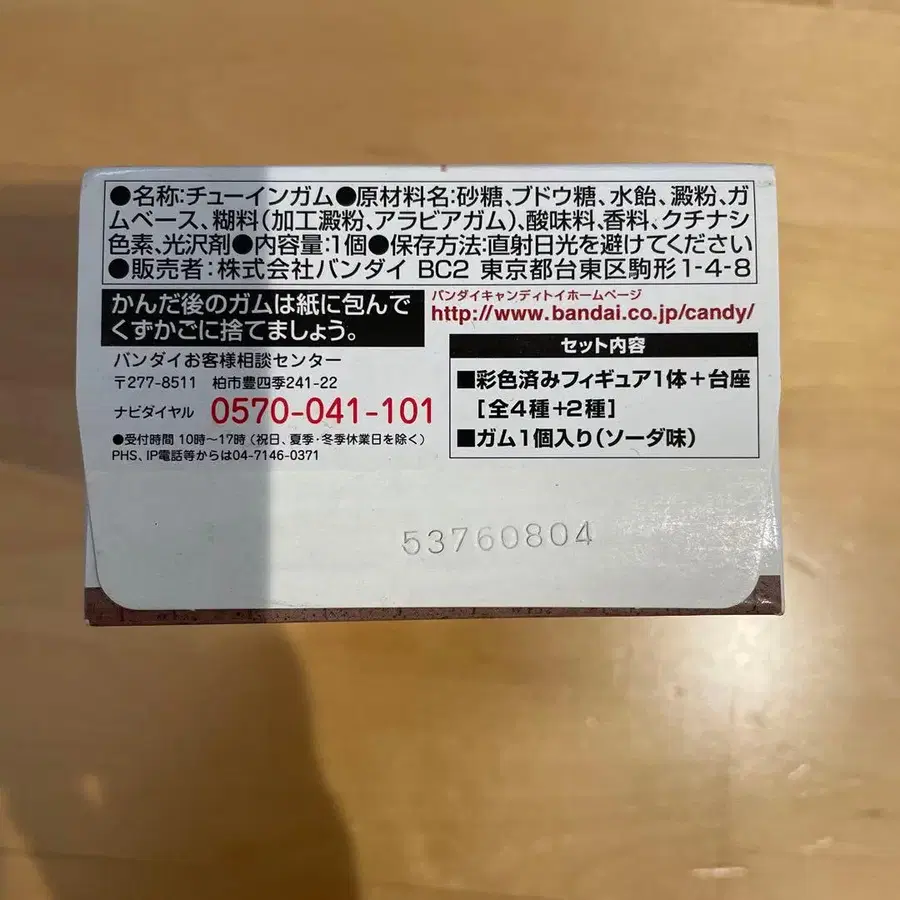 ●名称:チューインガム●原材料名:砂糖、ブドウ糖、水飴、澱粉、ガ
ムベース、糊料(加工澱粉、アラビアガム)、酸味料、香料、クチナシ
色素、光沢剤●内容量:1個●保存方法:直射日光を避けてください
●販売者:株式会社バンダイ BC2 東京都台東区駒形1-4-8
かんだ後のガムは紙に包んで
くずかごに捨てましょう。
バンダイキャンディトイホームページ
http://www.bandai.co.jp/candy/
バンダイお客様相談センター
〒277-8511 柏市豊四季241-22
ナビダイヤル 0570-041-101
●受付時間 10時〜17時(祝日、夏季・冬季休業日を除く)
PHS、IP電話等からは04-7146-0371
セット内容
■彩色済みフィギュア1体+台座
[全4種+2種]
■ガム1個入り(ソーダ味)
53760804